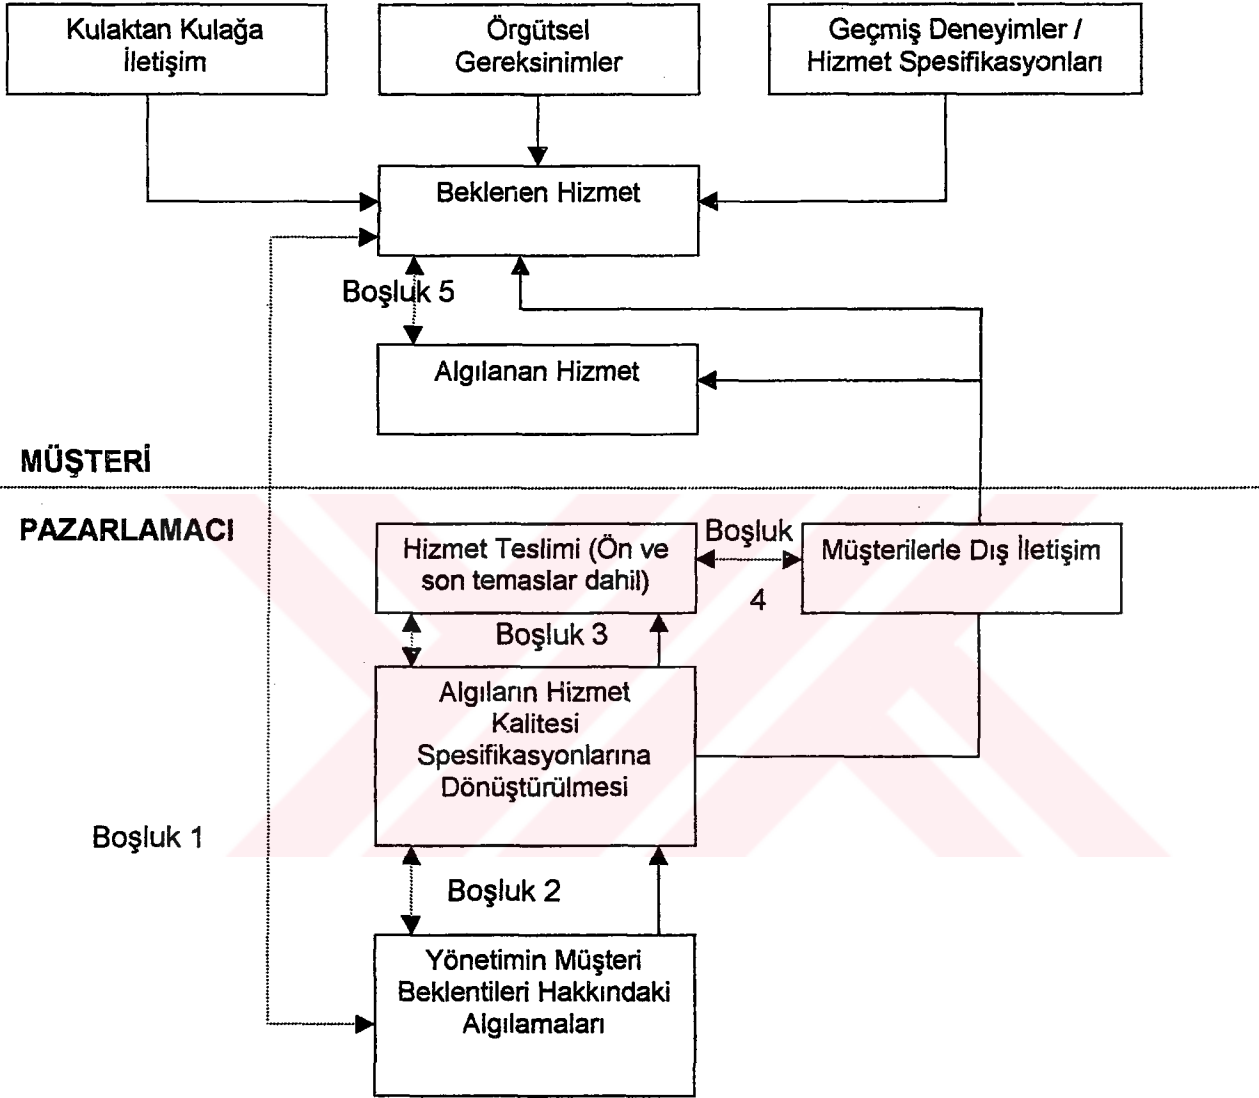 Kulaktan Kulağa
İletişim
Örgütsel
Gereksinimler
Geçmiş Deneyimler /
Hizmet Spesifikasyonları
Beklenen Hizmet
Boşluk 5
Algılanan Hizmet
MÜŞTERİ
PAZARLAMACI
Hizmet Teslimi (Ön ve
son temaslar dahil)
Boşluk
4
Müşterilerle Dış İletişim
Boşluk 3
Algıların Hizmet
Kalitesi
Spesifikasyonlarına
Dönüştürülmesi
Boşluk 1
Boşluk 2
Yönetimin Müşteri
Beklentileri Hakkındaki
Algılamaları